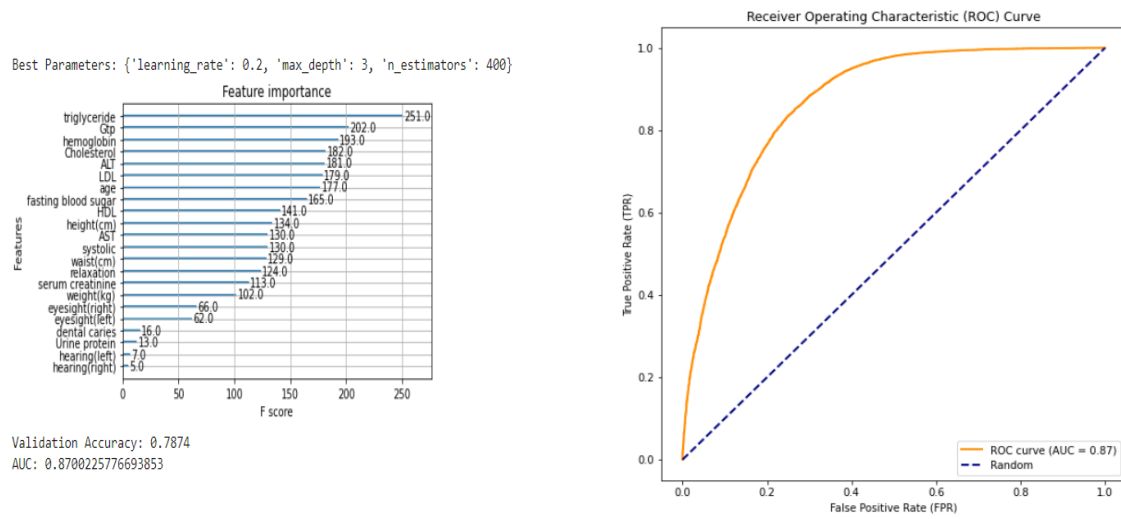 Best Parameters: {'learning_rate': 0.2, 'max_depth': 3, 'n_estimators': 400}
Feature importance
Features
triglyceride 251.0
Gtp 202.0
hemoglobin 193.0
Cholesterol 182.0
ALT 181.0
LDL 179.0
age 177.0
fasting blood sugar 165.0
HDL 141.0
height(cm) 134.0
AST 130.0
systolic 130.0
waist(cm) 129.0
relaxation 124.0
serum creatinine 113.0
weight(kg) 102.0
eyesight(right) 66.0
eyesight(left) 62.0
dental caries 16.0
Urine protein 13.0
hearing(left) 7.0
hearing(right) 5.0
0 50 100 150 200 250
F score
Validation Accuracy: 0.7874
AUC: 0.8700225776693853
Receiver Operating Characteristic (ROC) Curve
True Positive Rate (TPR)
1.0
0.8
0.6
0.4
0.2
0.0
ROC curve (AUC = 0.87)
Random
0.0 0.2 0.4 0.6 0.8 1.0
False Positive Rate (FPR)